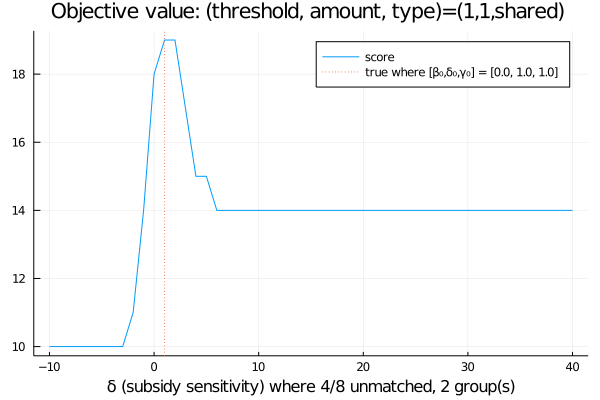 Objective value: (threshold, amount, type)=(1,1,shared)
score
true where [β₀,δ₀,γ₀] = [0.0, 1.0, 1.0]
18
16
14
12
10
−10
0
10
20
30
40
δ (subsidy sensitivity) where 4/8 unmatched, 2 group(s)